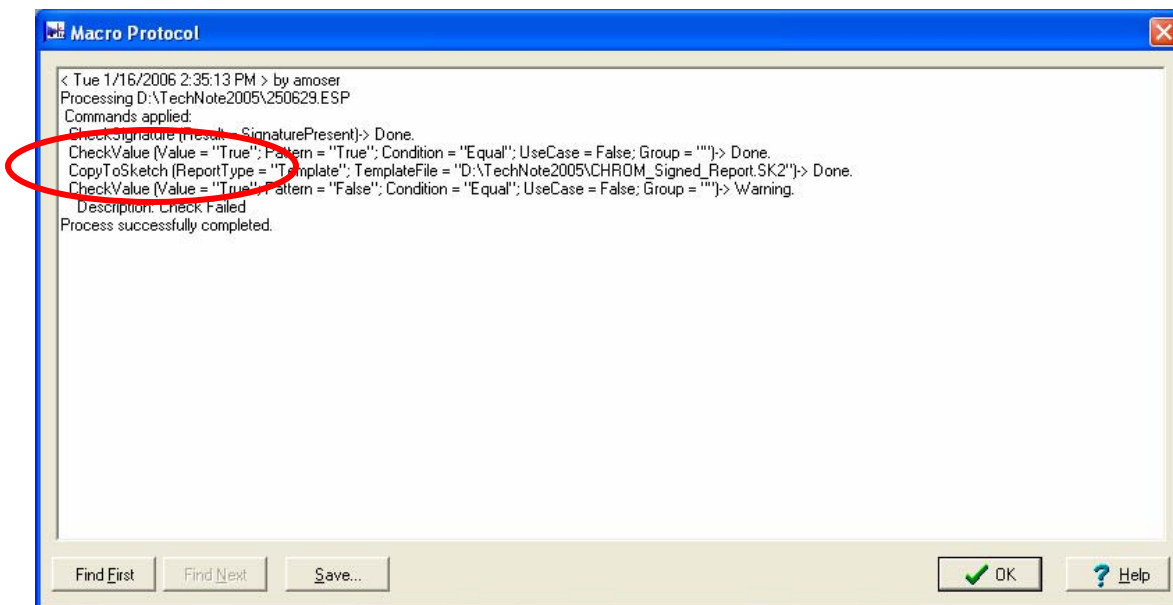 Macro Protocol
< Tue 1/16/2006 2:35:13 PM > by amoser
Processing D:\TechNote2005\250629.ESP
Commands applied:
CheckSignature (Result = SignaturePresent)-> Done.
CheckValue (Value = "True"; Pattern = "True"; Condition = "Equal"; UseCase = False; Group = "")-> Done.
CopyToSketch (ReportType = "Template"; TemplateFile = "D:\TechNote2005\CHROM_Signed_Report.SK2")-> Done.
CheckValue (Value = "True"; Pattern = "False"; Condition = "Equal"; UseCase = False; Group = "")-> Warning.
Description: Check Failed
Process successfully completed.
Find First
Find Next
Save...
OK
? Help